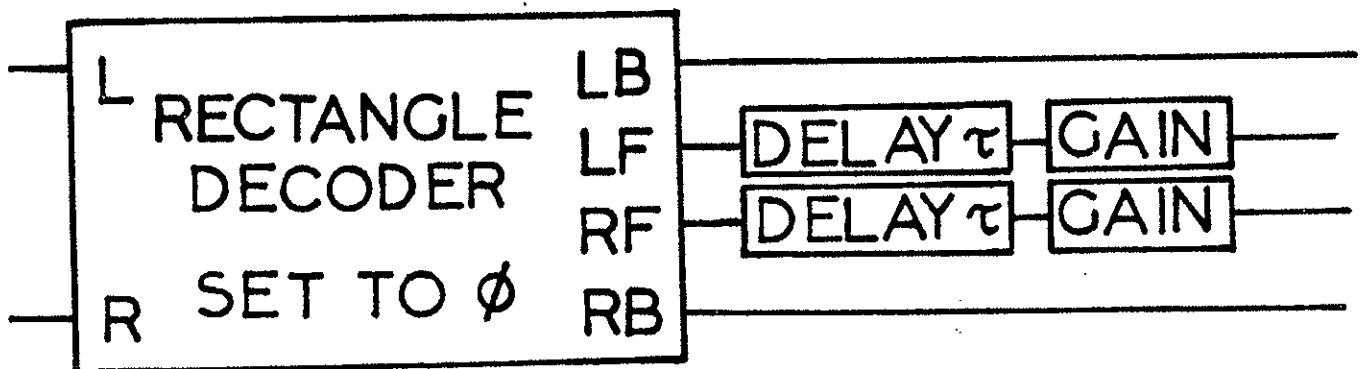 L
RECTANGLE
DECODER
SET TO ϕ
R
LB
LF
RF
RB
DELAY τ
GAIN
DELAY τ
GAIN